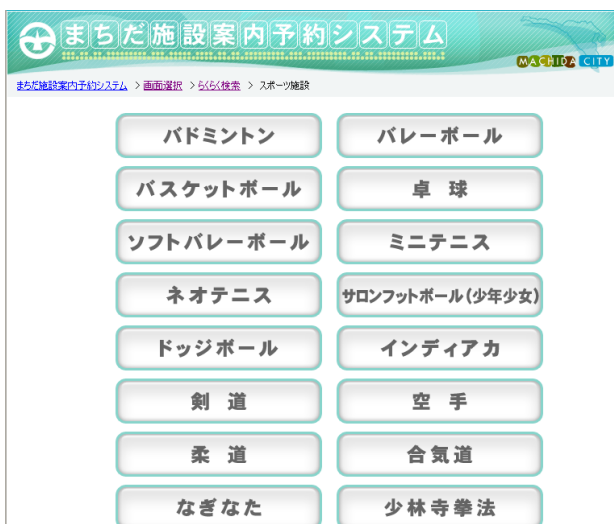 まちだ施設案内予約システム
MACHIDA CITY
まちだ施設案内予約システム > 画面選択 > らくらく検索 > スポーツ施設
バドミントン
バレーボール
バスケットボール
卓 球
ソフトバレーボール
ミニテニス
ネオテニス
サロンフットボール(少年少女)
ドッジボール
インディアカ
剣 道
空 手
柔 道
合気道
なぎなた
少林寺拳法